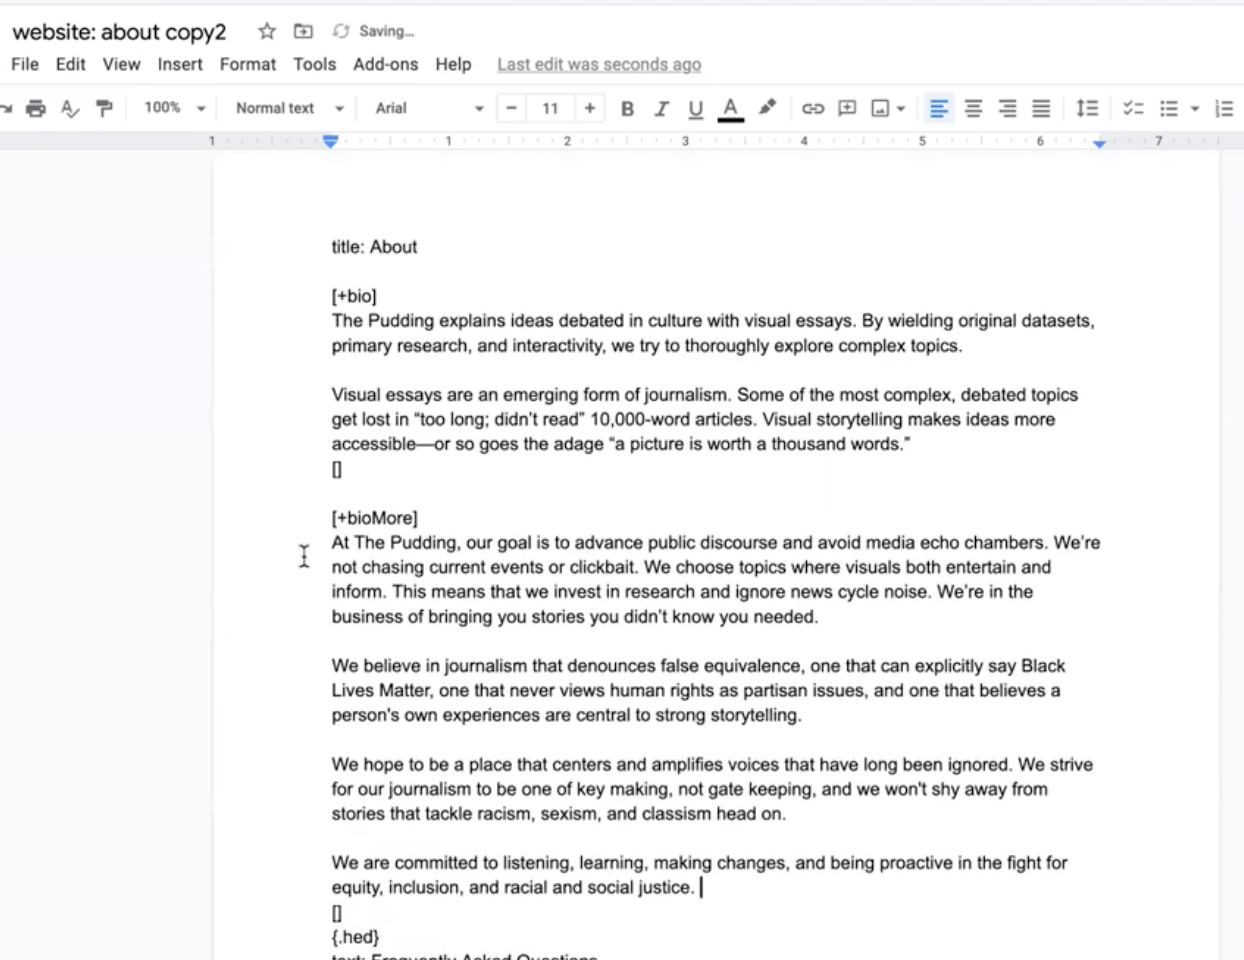 website: about copy2 Saving...
File Edit View Insert Format Tools Add-ons Help Last edit was seconds ago
100% Normal text Arial − 11 + B I U A
1 1 2 3 4 5 6 7
title: About
[+bio]
The Pudding explains ideas debated in culture with visual essays. By wielding original datasets,
primary research, and interactivity, we try to thoroughly explore complex topics.
Visual essays are an emerging form of journalism. Some of the most complex, debated topics
get lost in “too long; didn’t read” 10,000-word articles. Visual storytelling makes ideas more
accessible—or so goes the adage “a picture is worth a thousand words.”
[]
[+bioMore]
At The Pudding, our goal is to advance public discourse and avoid media echo chambers. We’re
not chasing current events or clickbait. We choose topics where visuals both entertain and
inform. This means that we invest in research and ignore news cycle noise. We’re in the
business of bringing you stories you didn’t know you needed.
We believe in journalism that denounces false equivalence, one that can explicitly say Black
Lives Matter, one that never views human rights as partisan issues, and one that believes a
person's own experiences are central to strong storytelling.
We hope to be a place that centers and amplifies voices that have long been ignored. We strive
for our journalism to be one of key making, not gate keeping, and we won't shy away from
stories that tackle racism, sexism, and classism head on.
We are committed to listening, learning, making changes, and being proactive in the fight for
equity, inclusion, and racial and social justice.
[]
{.hed}
text: Frequently Asked Questions